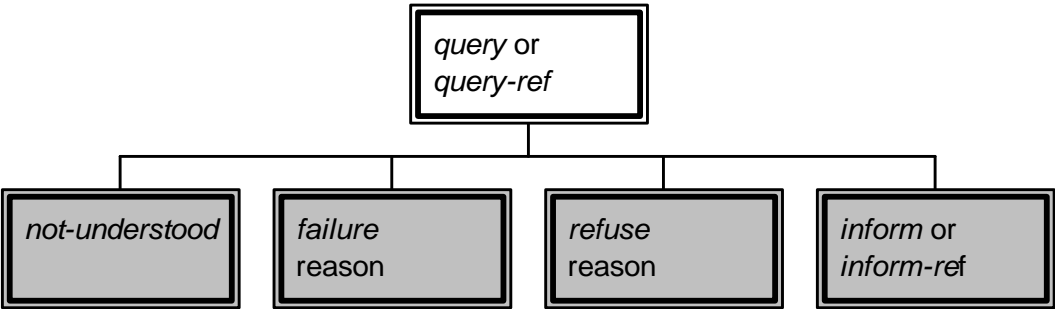 query or
query-ref
not-understood
failure
reason
refuse
reason
inform or
inform-ref